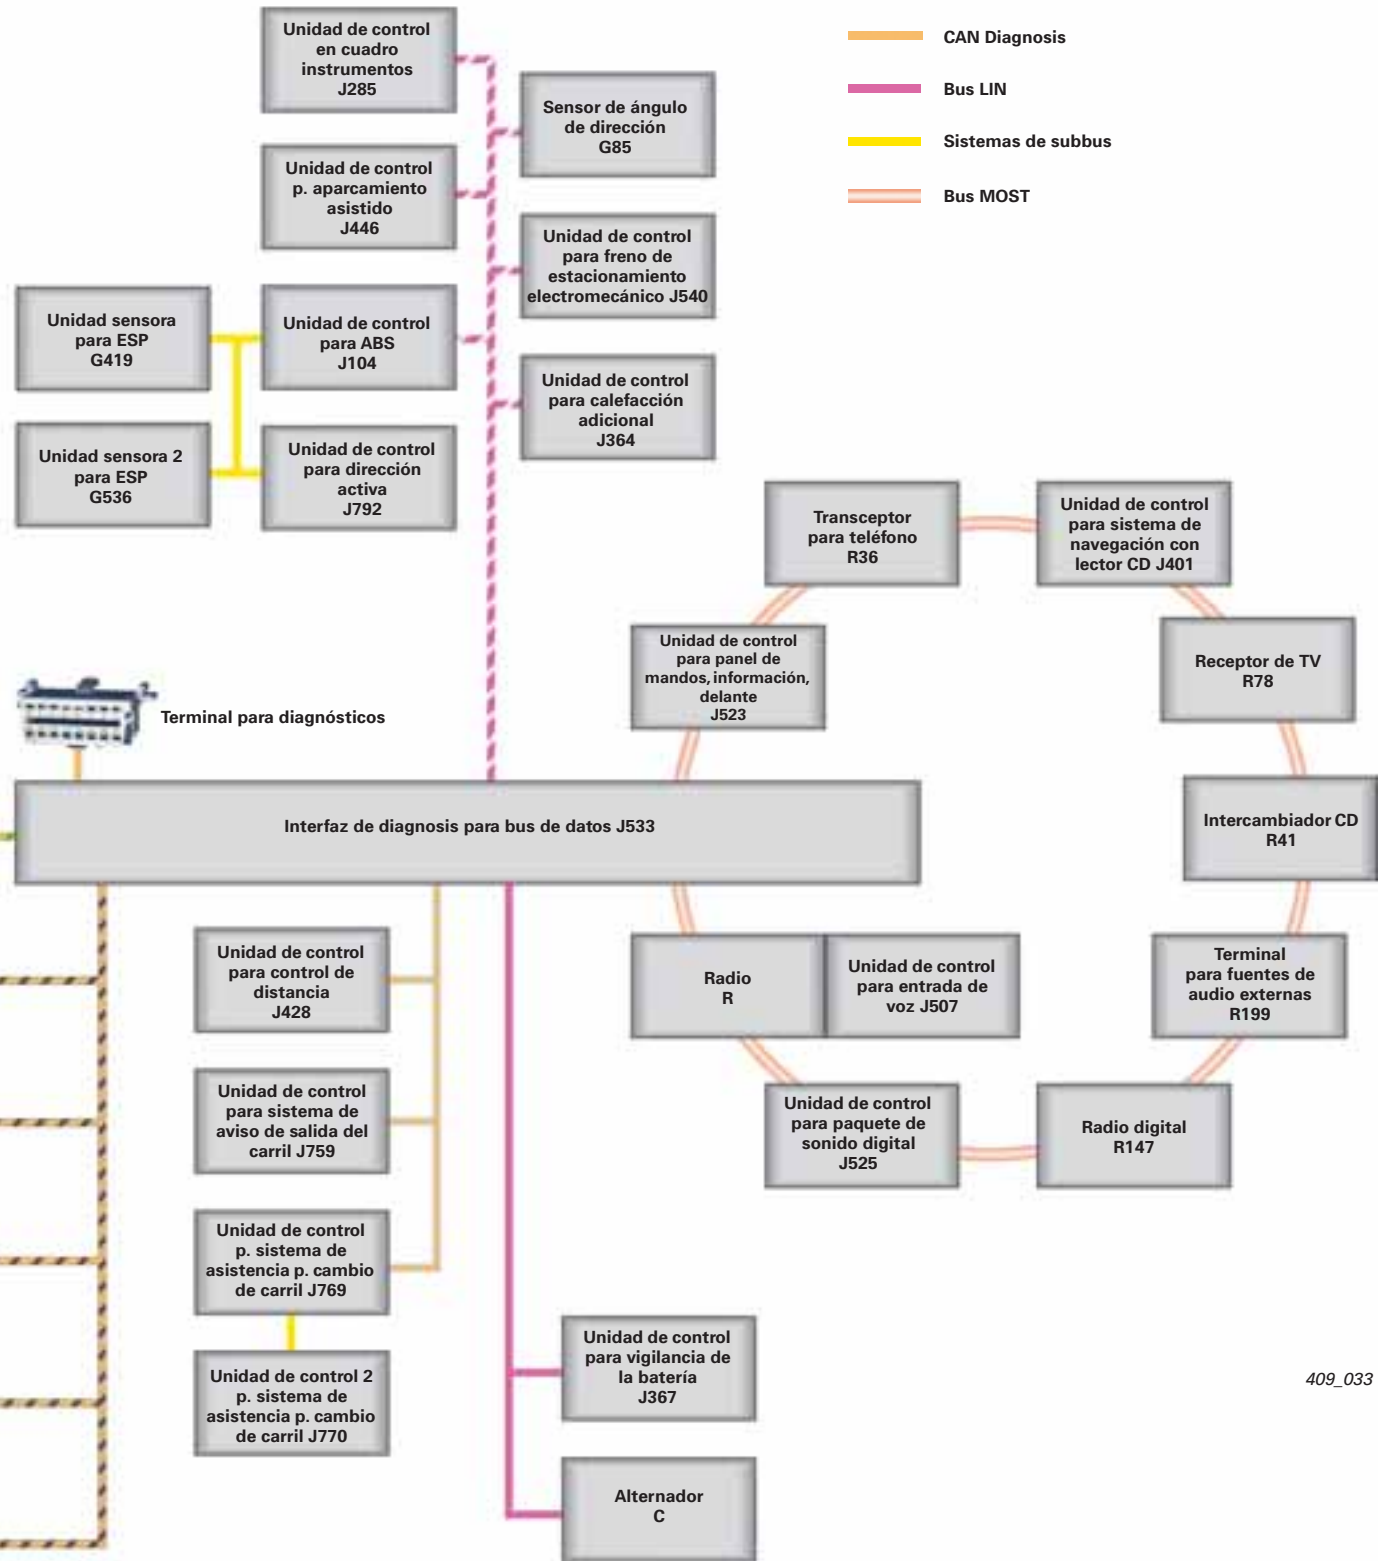 Unidad de control
en cuadro
instrumentos
J285
Unidad de control
p. aparcamiento
asistido
J446
Unidad sensora
para ESP
G419
Unidad de control
para ABS
J104
Unidad sensora 2
para ESP
G536
Unidad de control
para dirección
activa
J792
Sensor de ángulo
de dirección
G85
Unidad de control
para freno de
estacionamiento
electromecánico J540
Unidad de control
para calefacción
adicional
J364
CAN Diagnosis
Bus LIN
Sistemas de subbus
Bus MOST
Transceptor
para teléfono
R36
Unidad de control
para sistema de
navegación con
lector CD J401
Unidad de control
para panel de
mandos, información,
delante
J523
Receptor de TV
R78
Terminal para diagnósticos
Interfaz de diagnosis para bus de datos J533
Intercambiador CD
R41
Unidad de control
para control de
distancia
J428
Radio
R
Unidad de control
para entrada de
voz J507
Terminal
para fuentes de
audio externas
R199
Unidad de control
para sistema de
aviso de salida del
carril J759
Unidad de control
para paquete de
sonido digital
J525
Radio digital
R147
Unidad de control
p. sistema de
asistencia p. cambio
de carril J769
Unidad de control 2
p. sistema de
asistencia p. cambio
de carril J770
Unidad de control
para vigilancia de
la batería
J367
Alternador
C
409_033